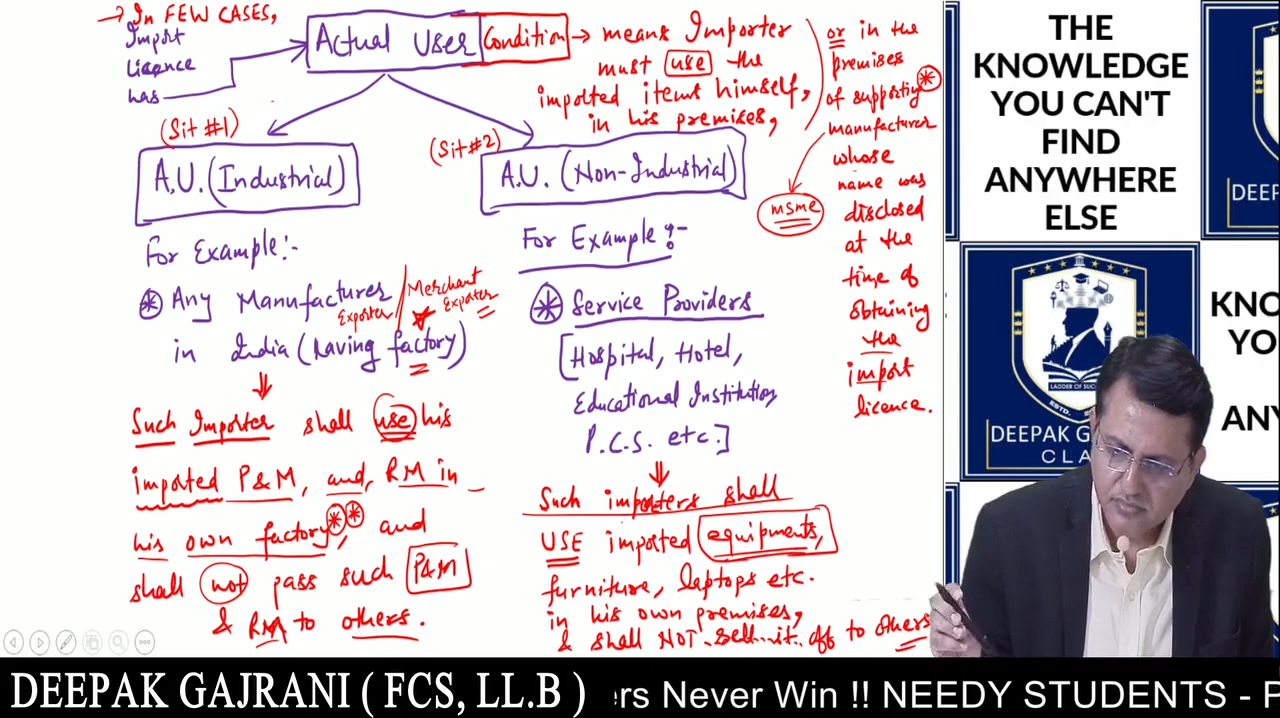 → In FEW CASES,
Import
Licence
has
Actual User Condition → means Importer
must use the
imported items himself,
in his premises,
or in the
premises
of supporting
manufacturer
whose
name was
disclosed
at the
time of
obtaining
the
import
licence.
msme
(Sit #1)
A.U. (Industrial)
(Sit #2)
A.U. (Non-Industrial)
For Example:-
Any Manufacturer
Exporter / Merchant
Exporter
in India (having factory)
Such Importer shall use his
imported P&M, and, RM in
his own factory, and
shall not pass such P&M
& RM to others.
For Example:-
Service Providers
[Hospital, Hotel,
Educational Institution,
P.C.S. etc.]
Such importers shall
USE imported equipments,
furniture, laptops etc.
in his own premises,
& shall NOT sell it off to others
THE
KNOWLEDGE
YOU CAN'T
FIND
ANYWHERE
ELSE
DEEP
LADDER OF SUC
ESTD.
DEEPAK G
CLA
KNO
YO
ANY
DEEPAK GAJRANI ( FCS, LL.B )
ers Never Win !! NEEDY STUDENTS - F